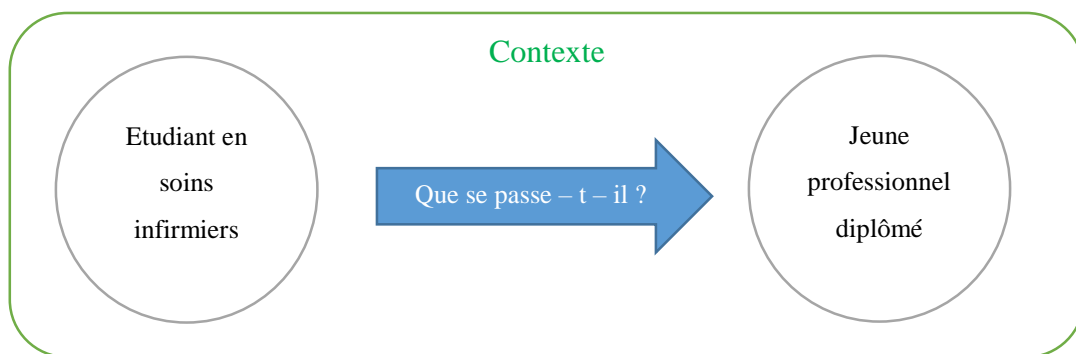 Contexte
Etudiant en
soins
infirmiers
Que se passe – t – il ?
Jeune
professionnel
diplômé